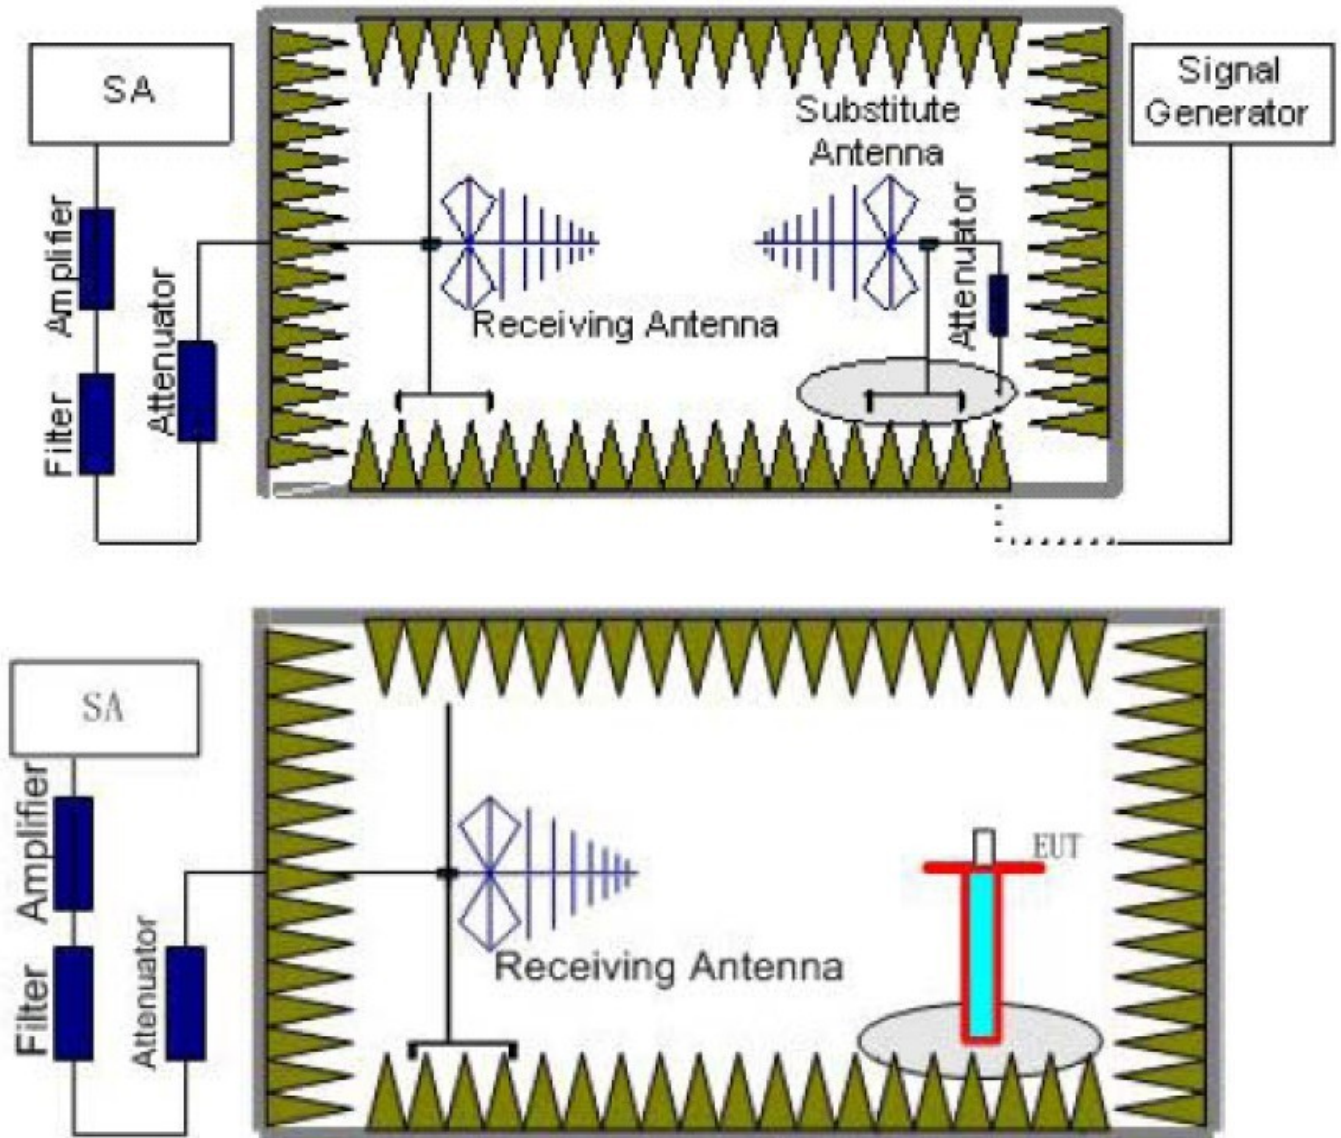 SA
Signal
Generator
Substitute
Antenna
Amplifier
Attenuator
Attenuator
Receiving Antenna
Filter
SA
Amplifier
EUT
Attenuator
Filter
Receiving Antenna